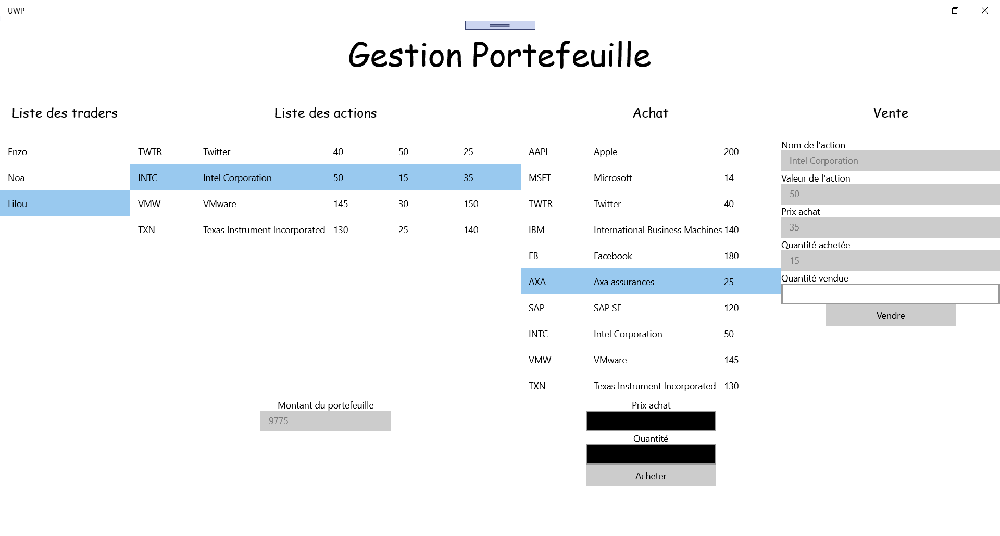 UWP
Gestion Portefeuille
Liste des traders
Enzo
Noa
Lilou
Liste des actions
TWTR Twitter 40 50 25
INTC Intel Corporation 50 15 35
VMW VMware 145 30 150
TXN Texas Instrument Incorporated 130 25 140
Montant du portefeuille
9775
Achat
AAPL Apple 200
MSFT Microsoft 14
TWTR Twitter 40
IBM International Business Machines 140
FB Facebook 180
AXA Axa assurances 25
SAP SAP SE 120
INTC Intel Corporation 50
VMW VMware 145
TXN Texas Instrument Incorporated 130
Prix achat
Quantité
Acheter
Vente
Nom de l'action
Intel Corporation
Valeur de l'action
50
Prix achat
35
Quantité achetée
15
Quantité vendue
Vendre